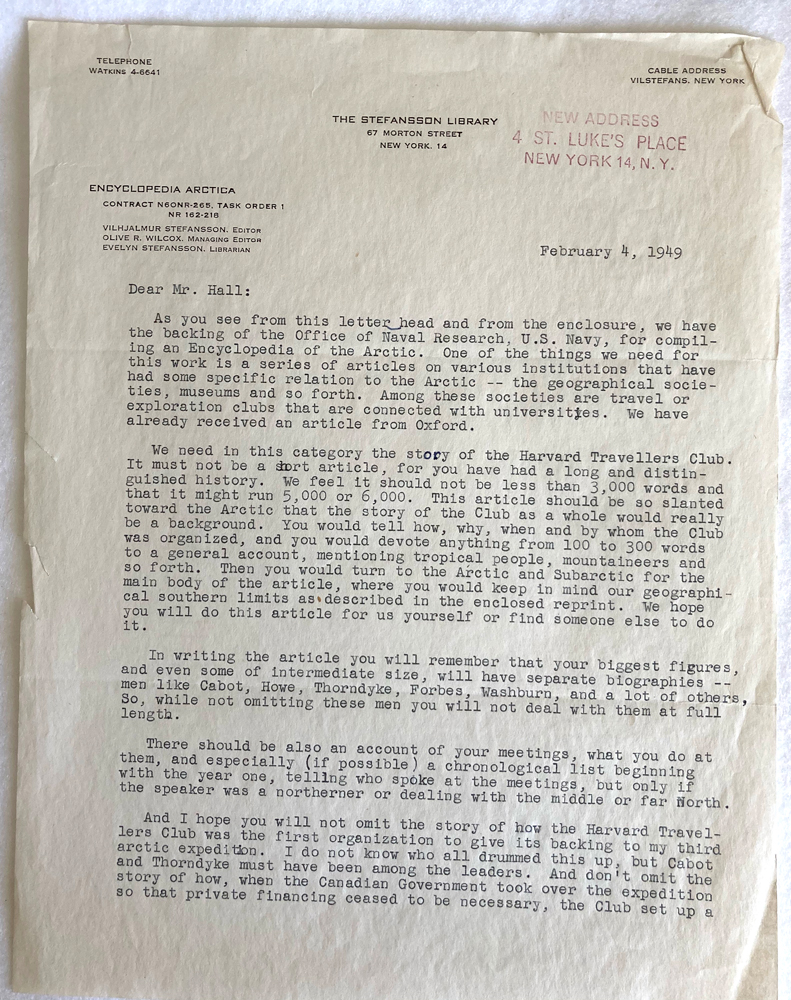 TELEPHONE
WATKINS 4-6641
CABLE ADDRESS
VILSTEFANS, NEW YORK
THE STEFANSSON LIBRARY
67 MORTON STREET
NEW YORK, 14
NEW ADDRESS
4 ST. LUKE'S PLACE
NEW YORK 14, N. Y.
ENCYCLOPEDIA ARCTICA
CONTRACT N6ONR-265, TASK ORDER 1
NR 162-218
VILHJALMUR STEFANSSON, EDITOR
OLIVE R. WILCOX, MANAGING EDITOR
EVELYN STEFANSSON, LIBRARIAN
February 4, 1949
Dear Mr. Hall:
As you see from this letter head and from the enclosure, we have
the backing of the Office of Naval Research, U.S. Navy, for compil-
ing an Encyclopedia of the Arctic. One of the things we need for
this work is a series of articles on various institutions that have
had some specific relation to the Arctic -- the geographical socie-
ties, museums and so forth. Among these societies are travel or
exploration clubs that are connected with universities. We have
already received an article from Oxford.
We need in this category the story of the Harvard Travellers Club.
It must not be a short article, for you have had a long and distin-
guished history. We feel it should not be less than 3,000 words and
that it might run 5,000 or 6,000. This article should be so slanted
toward the Arctic that the story of the Club as a whole would really
be a background. You would tell how, why, when and by whom the Club
was organized, and you would devote anything from 100 to 300 words
to a general account, mentioning tropical people, mountaineers and
so forth. Then you would turn to the Arctic and Subarctic for the
main body of the article, where you would keep in mind our geographi-
cal southern limits as described in the enclosed reprint. We hope
you will do this article for us yourself or find someone else to do
it.
In writing the article you will remember that your biggest figures,
and even some of intermediate size, will have separate biographies --
men like Cabot, Howe, Thorndyke, Forbes, Washburn, and a lot of others,
So, while not omitting these men you will not deal with them at full
length.
There should be also an account of your meetings, what you do at
them, and especially (if possible) a chronological list beginning
with the year one, telling who spoke at the meetings, but only if
the speaker was a northerner or dealing with the middle or far North.
And I hope you will not omit the story of how the Harvard Travel-
lers Club was the first organization to give its backing to my third
arctic expedition. I do not know who all drummed this up, but Cabot
and Thorndyke must have been among the leaders. And don't omit the
story of how, when the Canadian Government took over the expedition
so that private financing ceased to be necessary, the Club set up a